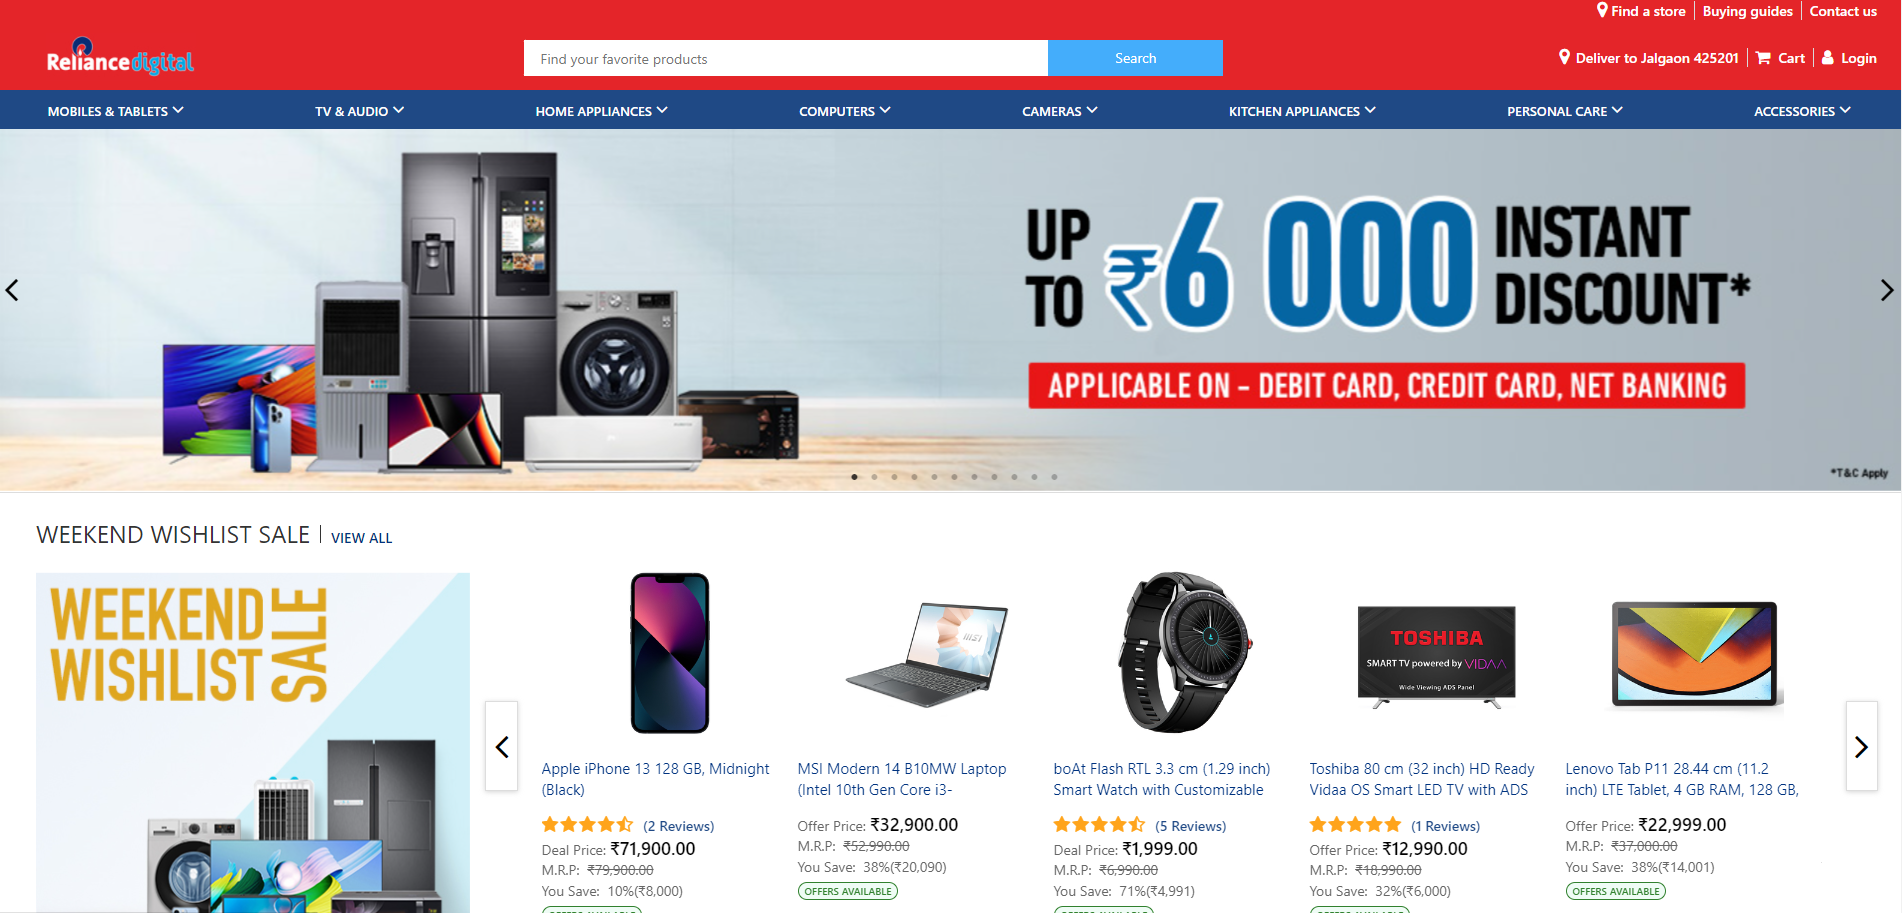 Find a store
Buying guides
Contact us
Reliance digital
Find your favorite products
Search
Deliver to Jalgaon 425201
Cart
Login
MOBILES & TABLETS
TV & AUDIO
HOME APPLIANCES
COMPUTERS
CAMERAS
KITCHEN APPLIANCES
PERSONAL CARE
ACCESSORIES
UP TO ₹6 000 INSTANT DISCOUNT*
APPLICABLE ON – DEBIT CARD, CREDIT CARD, NET BANKING
*T&C Apply
WEEKEND WISHLIST SALE
VIEW ALL
WEEKEND
WISHLIST
SALE
Apple iPhone 13 128 GB, Midnight
(Black)
(2 Reviews)
Deal Price: ₹71,900.00
M.R.P: ₹79,900.00
You Save: 10%(₹8,000)
msi
MSI Modern 14 B10MW Laptop
(Intel 10th Gen Core i3-
Offer Price: ₹32,900.00
M.R.P: ₹52,990.00
You Save: 38%(₹20,090)
OFFERS AVAILABLE
boAt Flash RTL 3.3 cm (1.29 inch)
Smart Watch with Customizable
(5 Reviews)
Deal Price: ₹1,999.00
M.R.P: ₹6,990.00
You Save: 71%(₹4,991)
TOSHIBA
SMART TV powered by VIDAA
Wide Viewing ADS Panel
Toshiba 80 cm (32 inch) HD Ready
Vidaa OS Smart LED TV with ADS
(1 Reviews)
Offer Price: ₹12,990.00
M.R.P: ₹18,990.00
You Save: 32%(₹6,000)
Lenovo Tab P11 28.44 cm (11.2
inch) LTE Tablet, 4 GB RAM, 128 GB,
Offer Price: ₹22,999.00
M.R.P: ₹37,000.00
You Save: 38%(₹14,001)
OFFERS AVAILABLE